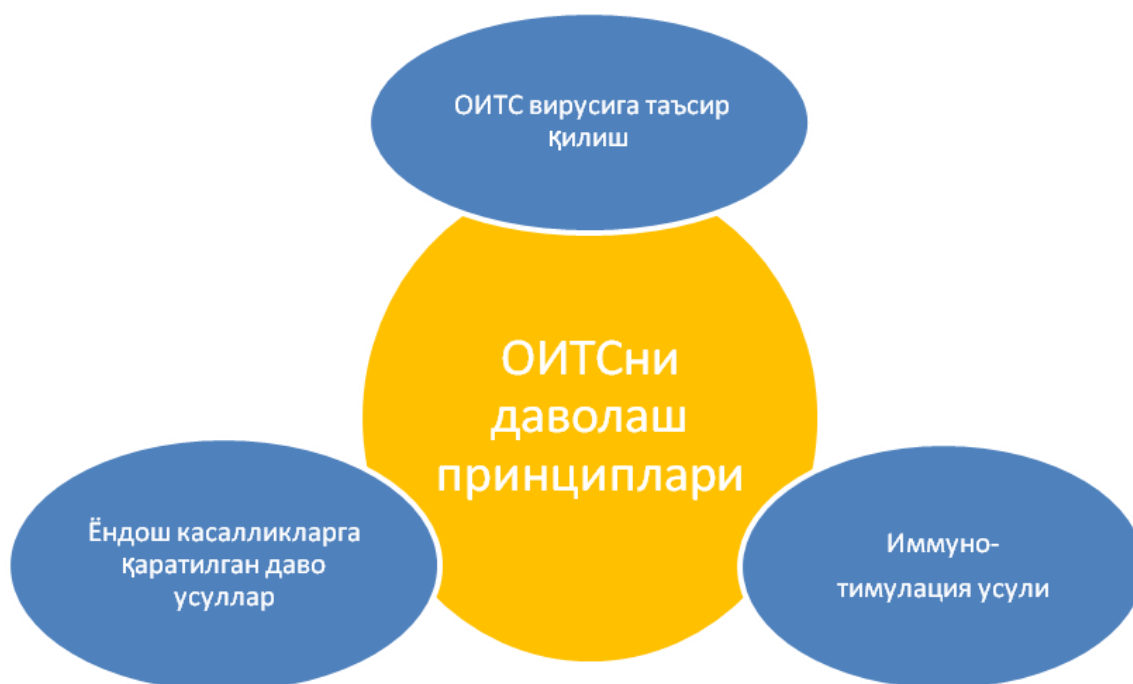 ОИТС вирусига таъсир
қилиш
ОИТСни
даволаш
принциплари
Ёндош касалликларга
қаратилган даво
усуллар
Иммуно-
тимулация усули